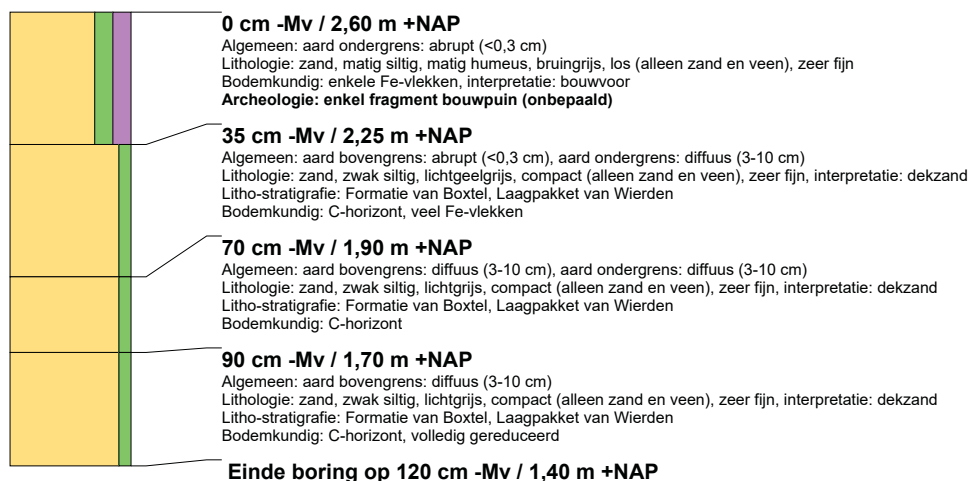 0 cm -Mv / 2,60 m +NAP
Algemeen: aard ondergrens: abrupt (<0,3 cm)
Lithologie: zand, matig siltig, matig humeus, bruingrijs, los (alleen zand en veen), zeer fijn
Bodemkundig: enkele Fe-vlekken, interpretatie: bouwvoor
Archeologie: enkel fragment bouwpuin (onbepaald)
35 cm -Mv / 2,25 m +NAP
Algemeen: aard bovengrens: abrupt (<0,3 cm), aard ondergrens: diffuus (3-10 cm)
Lithologie: zand, zwak siltig, lichtgeelgrijs, compact (alleen zand en veen), zeer fijn, interpretatie: dekzand
Litho-stratigrafie: Formatie van Boxtel, Laagpakket van Wierden
Bodemkundig: C-horizont, veel Fe-vlekken
70 cm -Mv / 1,90 m +NAP
Algemeen: aard bovengrens: diffuus (3-10 cm), aard ondergrens: diffuus (3-10 cm)
Lithologie: zand, zwak siltig, lichtgrijs, compact (alleen zand en veen), zeer fijn, interpretatie: dekzand
Litho-stratigrafie: Formatie van Boxtel, Laagpakket van Wierden
Bodemkundig: C-horizont
90 cm -Mv / 1,70 m +NAP
Algemeen: aard bovengrens: diffuus (3-10 cm)
Lithologie: zand, zwak siltig, lichtgrijs, compact (alleen zand en veen), zeer fijn, interpretatie: dekzand
Litho-stratigrafie: Formatie van Boxtel, Laagpakket van Wierden
Bodemkundig: C-horizont, volledig gereduceerd
Einde boring op 120 cm -Mv / 1,40 m +NAP